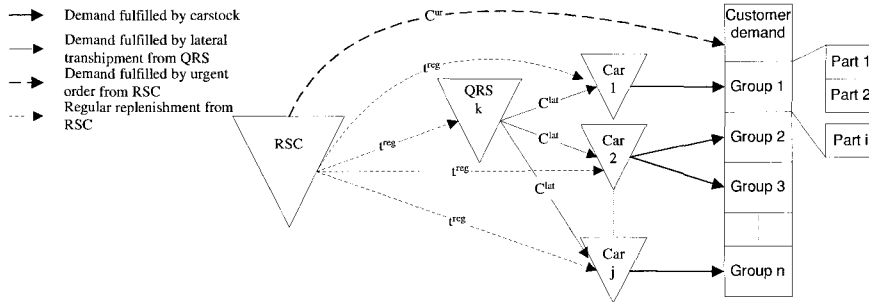 Demand fulfilled by carstock
Demand fulfilled by lateral
transhipment from QRS
Demand fulfilled by urgent
order from RSC
Regular replenishment from
RSC
C^ur
Customer
demand
Group 1
Group 2
Group 3
Group n
Part 1
Part 2
Part i
RSC
QRS
k
Car
1
Car
2
Car
j
t^reg
t^reg
t^reg
t^reg
C^lat
C^lat
C^lat